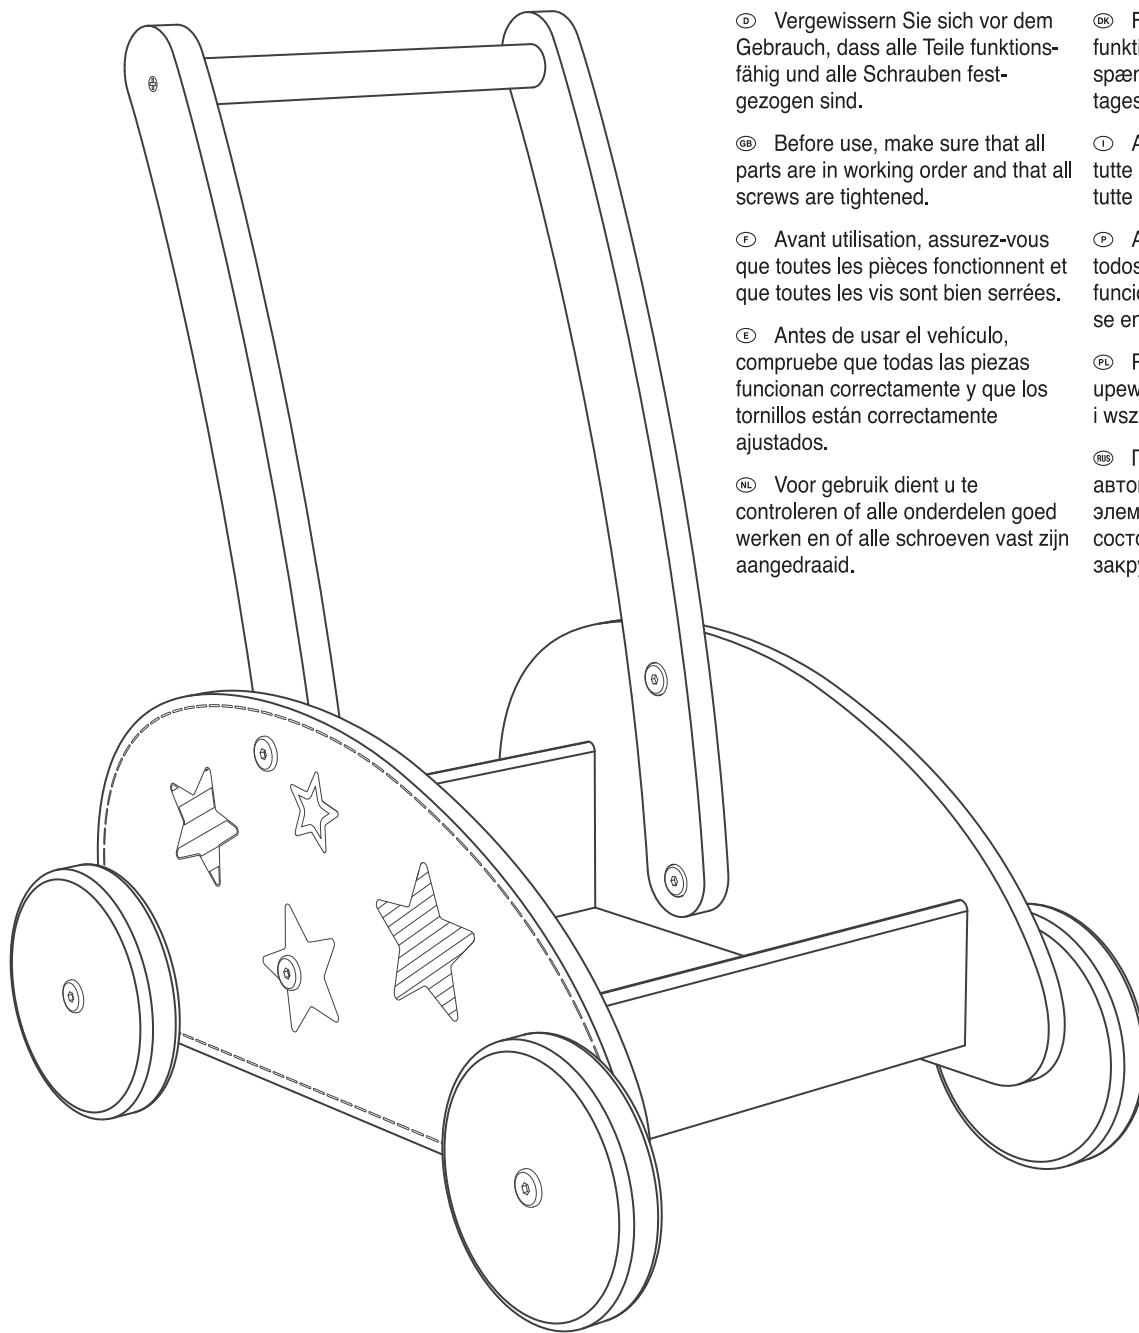 D Vergewissern Sie sich vor dem
Gebrauch, dass alle Teile funktions-
fähig und alle Schrauben fest-
gezogen sind.
GB Before use, make sure that all
parts are in working order and that all
screws are tightened.
F Avant utilisation, assurez-vous
que toutes les pièces fonctionnent et
que toutes les vis sont bien serrées.
E Antes de usar el vehículo,
compruebe que todas las piezas
funcionan correctamente y que los
tornillos están correctamente
ajustados.
NL Voor gebruik dient u te
controleren of alle onderdelen goed
werken en of alle schroeven vast zijn
aangedraaid.
DK
funkti
spær
tages
I
tutte
tutte
P
todos
funcio
se en
PL
upew
i wsz
RUS
авто
элем
состо
закру